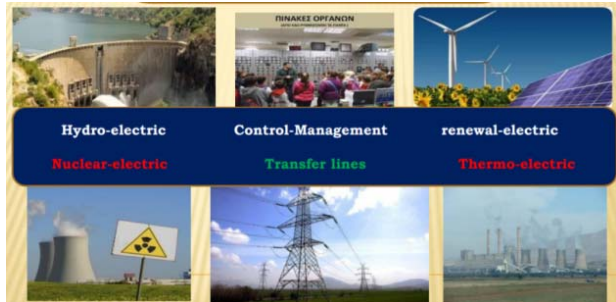 ΠΙΝΑΚΕΣ ΟΡΓΑΝΩΝ
Hydro-electric Control-Management renewal-electric
Nuclear-electric Transfer lines Thermo-electric